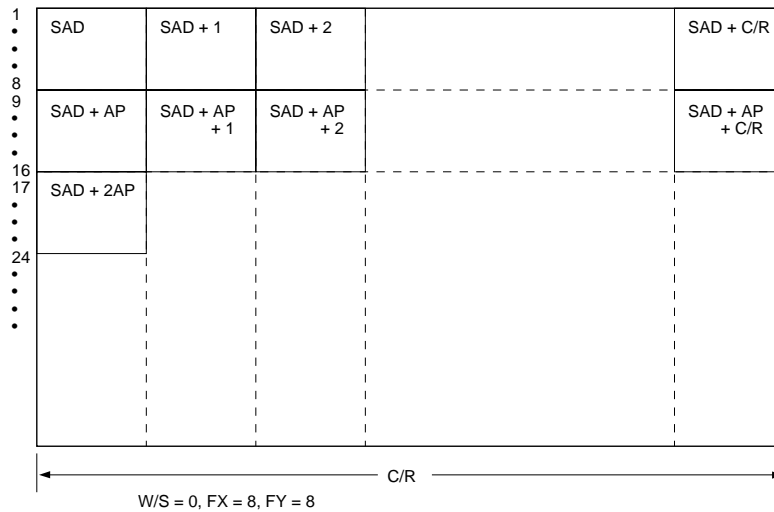 1
SAD
SAD + 1
SAD + 2
SAD + C/R
8
9
SAD + AP
SAD + AP
+ 1
SAD + AP
+ 2
SAD + AP
+ C/R
16
17
SAD + 2AP
24
C/R
W/S = 0, FX = 8, FY = 8